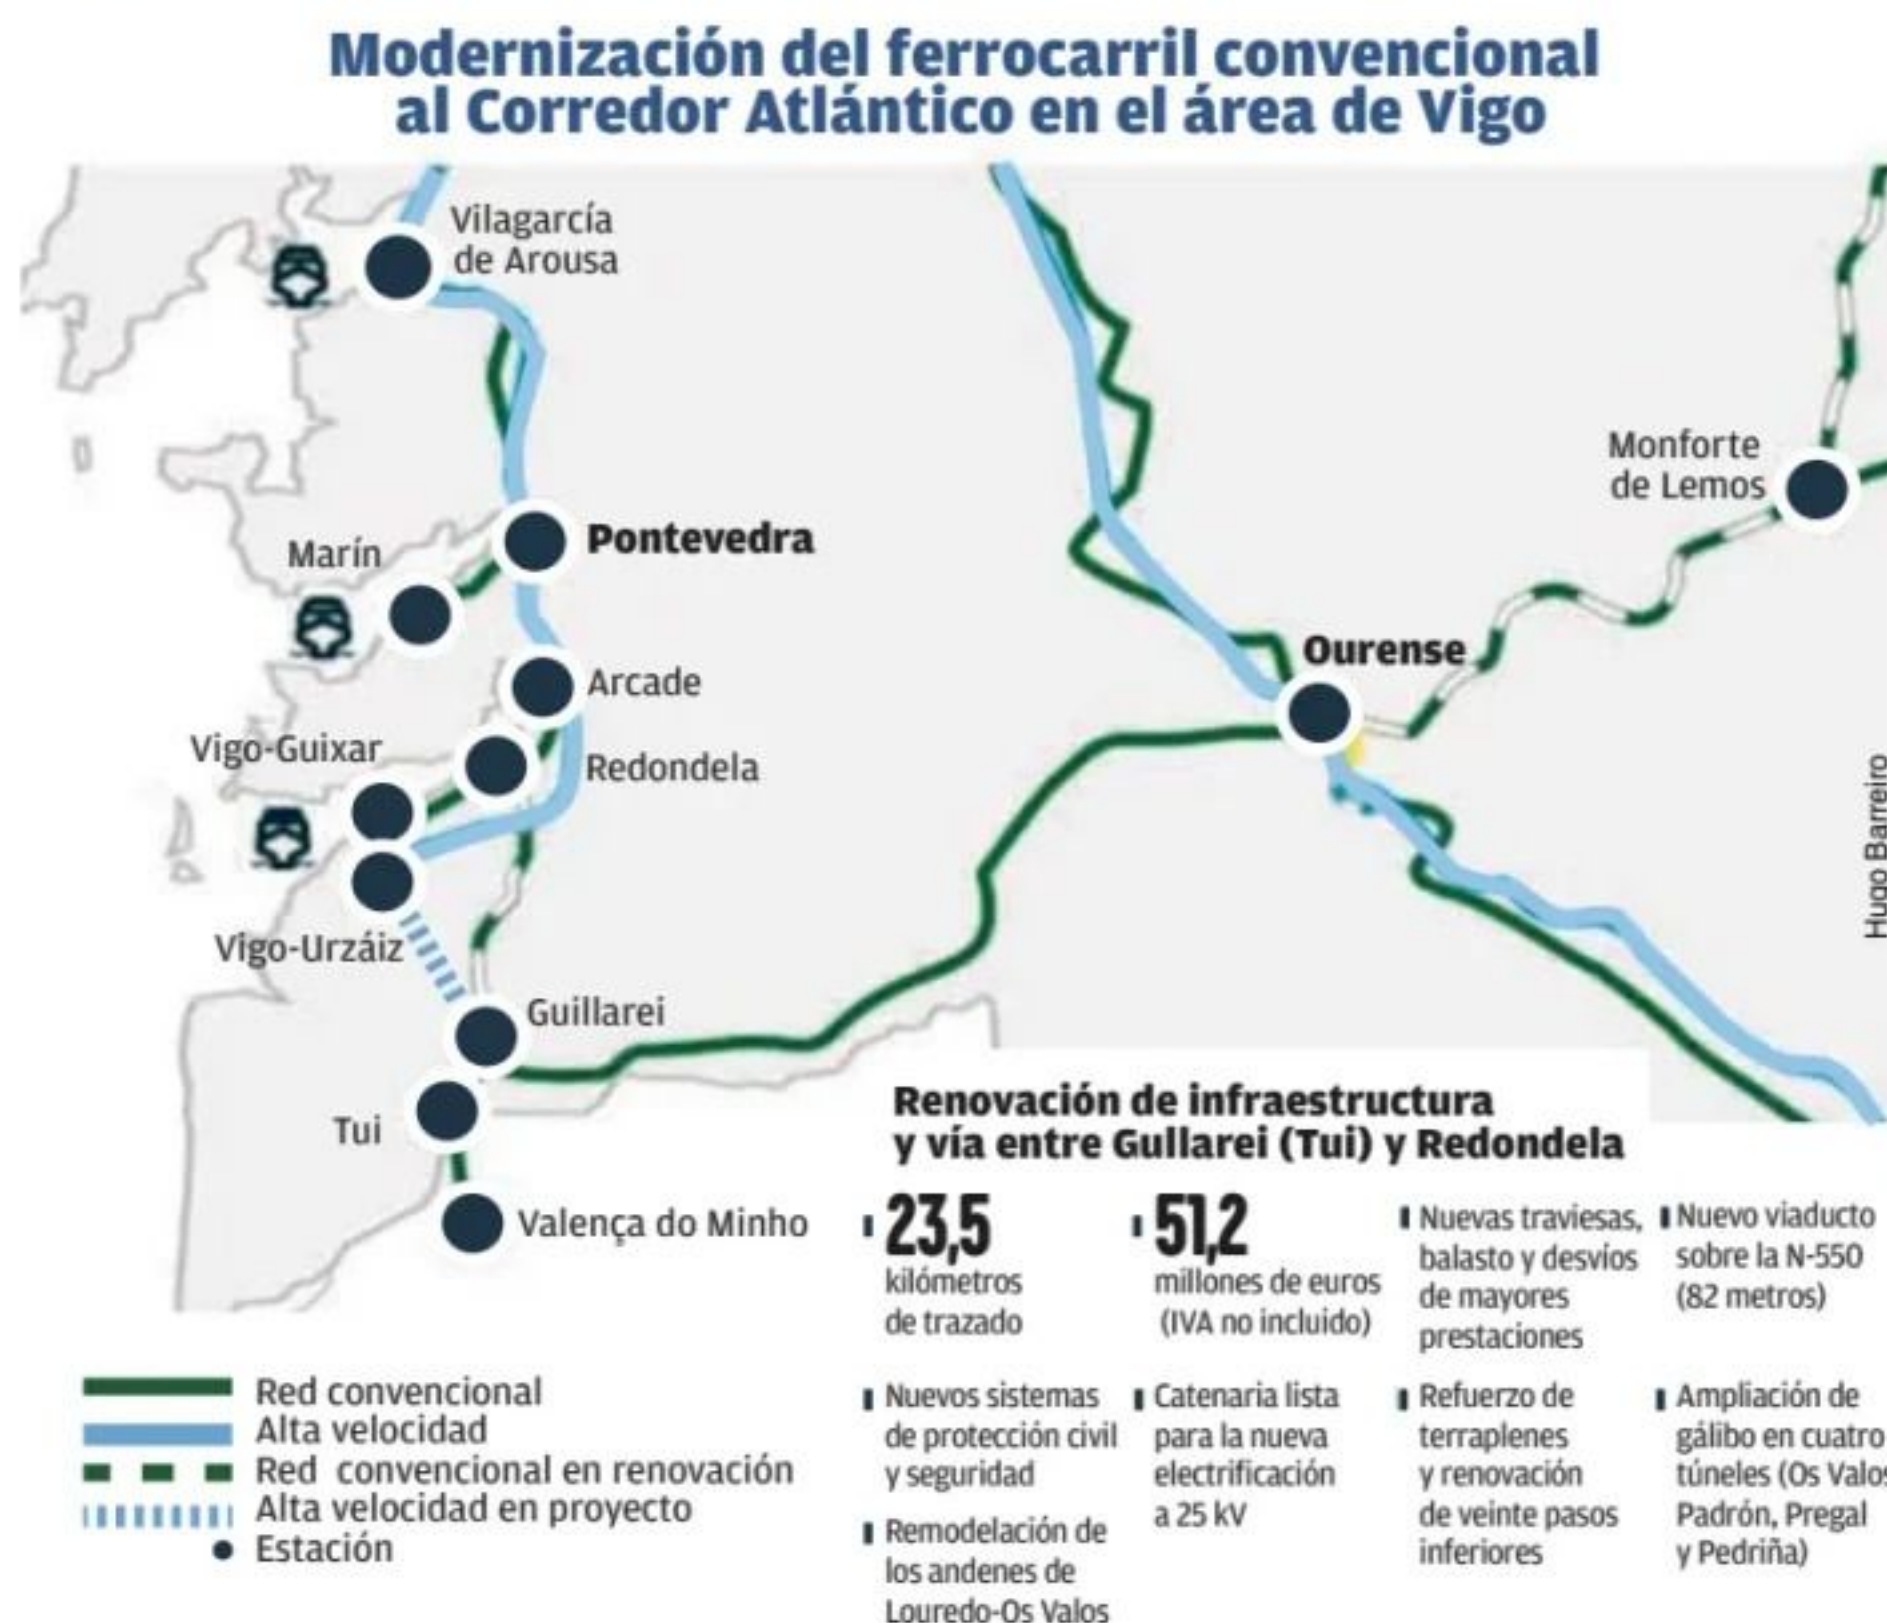 Modernización del ferrocarril convencional
al Corredor Atlántico en el área de Vigo
Vilagarcía
de Arousa
Monforte
de Lemos
Marín
Pontevedra
Ourense
Arcade
Vigo-Guixar
Redondela
Hugo Barreiro
Vigo-Urzáiz
Guillarei
Tui
Valença do Minho
Renovación de infraestructura
y vía entre Gullarei (Tui) y Redondela
23,5
kilómetros
de trazado
51,2
millones de euros
(IVA no incluido)
Nuevas traviesas,
balasto y desvíos
de mayores
prestaciones
Nuevo viaducto
sobre la N-550
(82 metros)
Nuevos sistemas
de protección civil
y seguridad
Catenaria lista
para la nueva
electrificación
a 25 kV
Refuerzo de
terraplenes
y renovación
de veinte pasos
inferiores
Ampliación de
gálibo en cuatro
túneles (Os Valos
Padrón, Pregal
y Pedriña)
Remodelación de
los andenes de
Louredo-Os Valos
Red convencional
Alta velocidad
Red convencional en renovación
Alta velocidad en proyecto
Estación